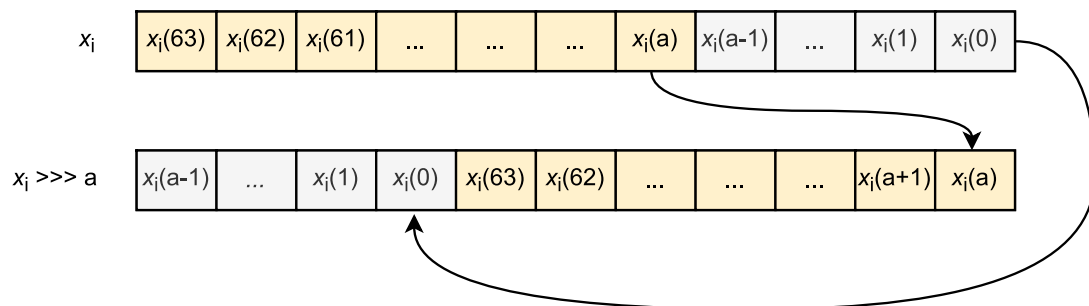 xi xi(63) xi(62) xi(61) ... ... ... xi(a) xi(a-1) ... xi(1) xi(0)
xi >>> a xi(a-1) ... xi(1) xi(0) xi(63) xi(62) ... ... ... xi(a+1) xi(a)